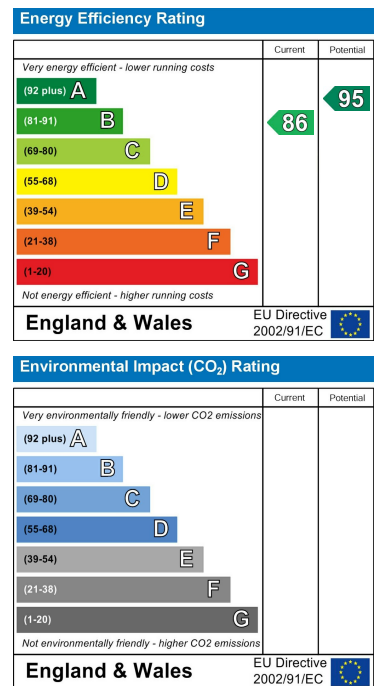 Energy Efficiency Rating
Current Potential
Very energy efficient - lower running costs
(92 plus) A
(81-91) B
(69-80) C
(55-68) D
(39-54) E
(21-38) F
(1-20) G
86
95
Not energy efficient - higher running costs
England & Wales
EU Directive
2002/91/EC
Environmental Impact (CO₂) Rating
Current Potential
Very environmentally friendly - lower CO2 emissions
(92 plus) A
(81-91) B
(69-80) C
(55-68) D
(39-54) E
(21-38) F
(1-20) G
Not environmentally friendly - higher CO2 emissions
England & Wales
EU Directive
2002/91/EC